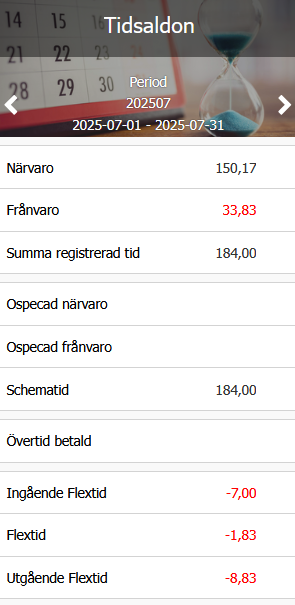 Tidsaldon
14 15 16
21 22 23
28 29 30
Period
202507
2025-07-01 - 2025-07-31
Närvaro 150,17
Frånvaro 33,83
Summa registrerad tid 184,00
Ospecad närvaro
Ospecad frånvaro
Schematid 184,00
Övertid betald
Ingående Flextid -7,00
Flextid -1,83
Utgående Flextid -8,83